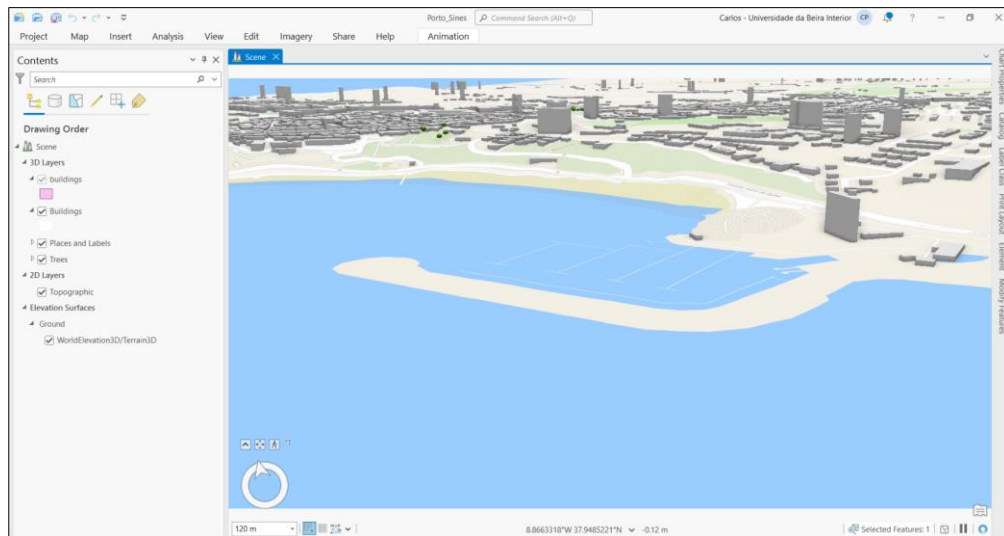 Porto_Sines
Command Search (Alt+Q)
Carlos - Universidade da Beira Interior
CP
?
Project Map Insert Analysis View Edit Imagery Share Help Animation
Contents
Search
Drawing Order
Scene
3D Layers
buildings
Buildings
Places and Labels
Trees
2D Layers
Topographic
Elevation Surfaces
Ground
WorldElevation3D/Terrain3D
Scene
120 m
8.8663318°W 37.9485221°N
-0.12 m
Selected Features: 1
Chart Properties
Catalog
Label Class
Print Layout
Element
Modify Features